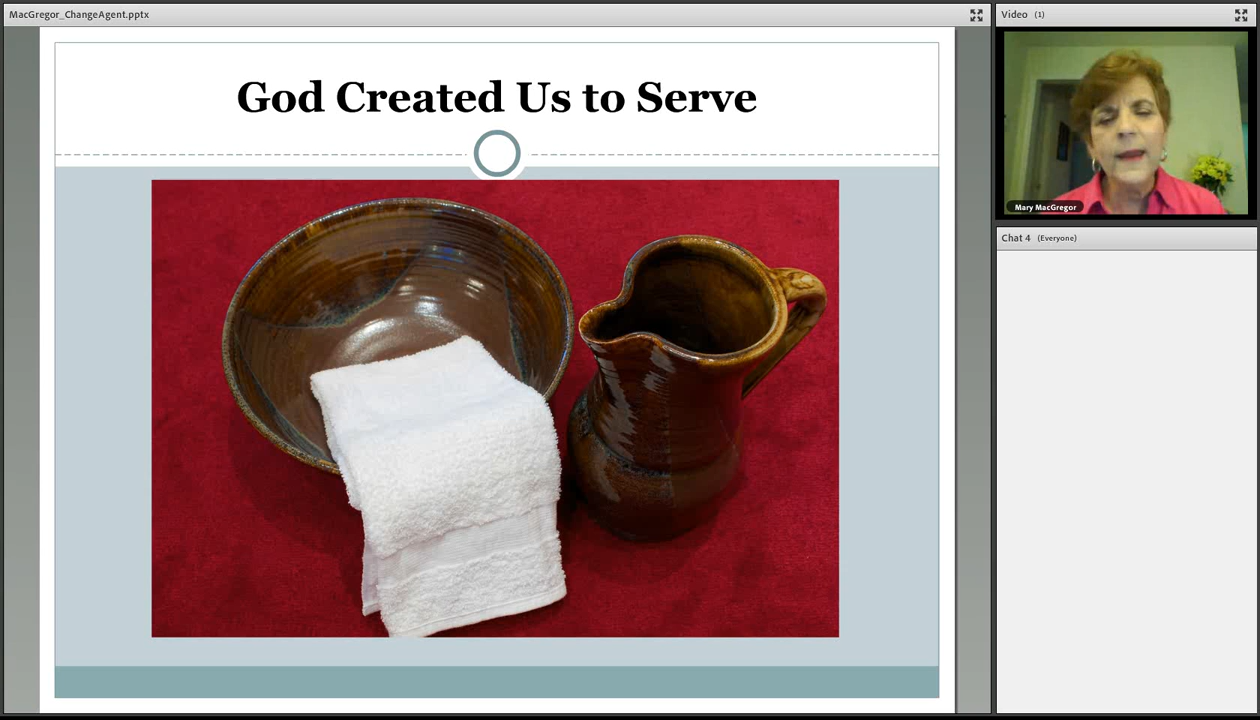 MacGregor_ChangeAgent.pptx
God Created Us to Serve
Video (1)
Mary MacGregor
Chat 4 (Everyone)